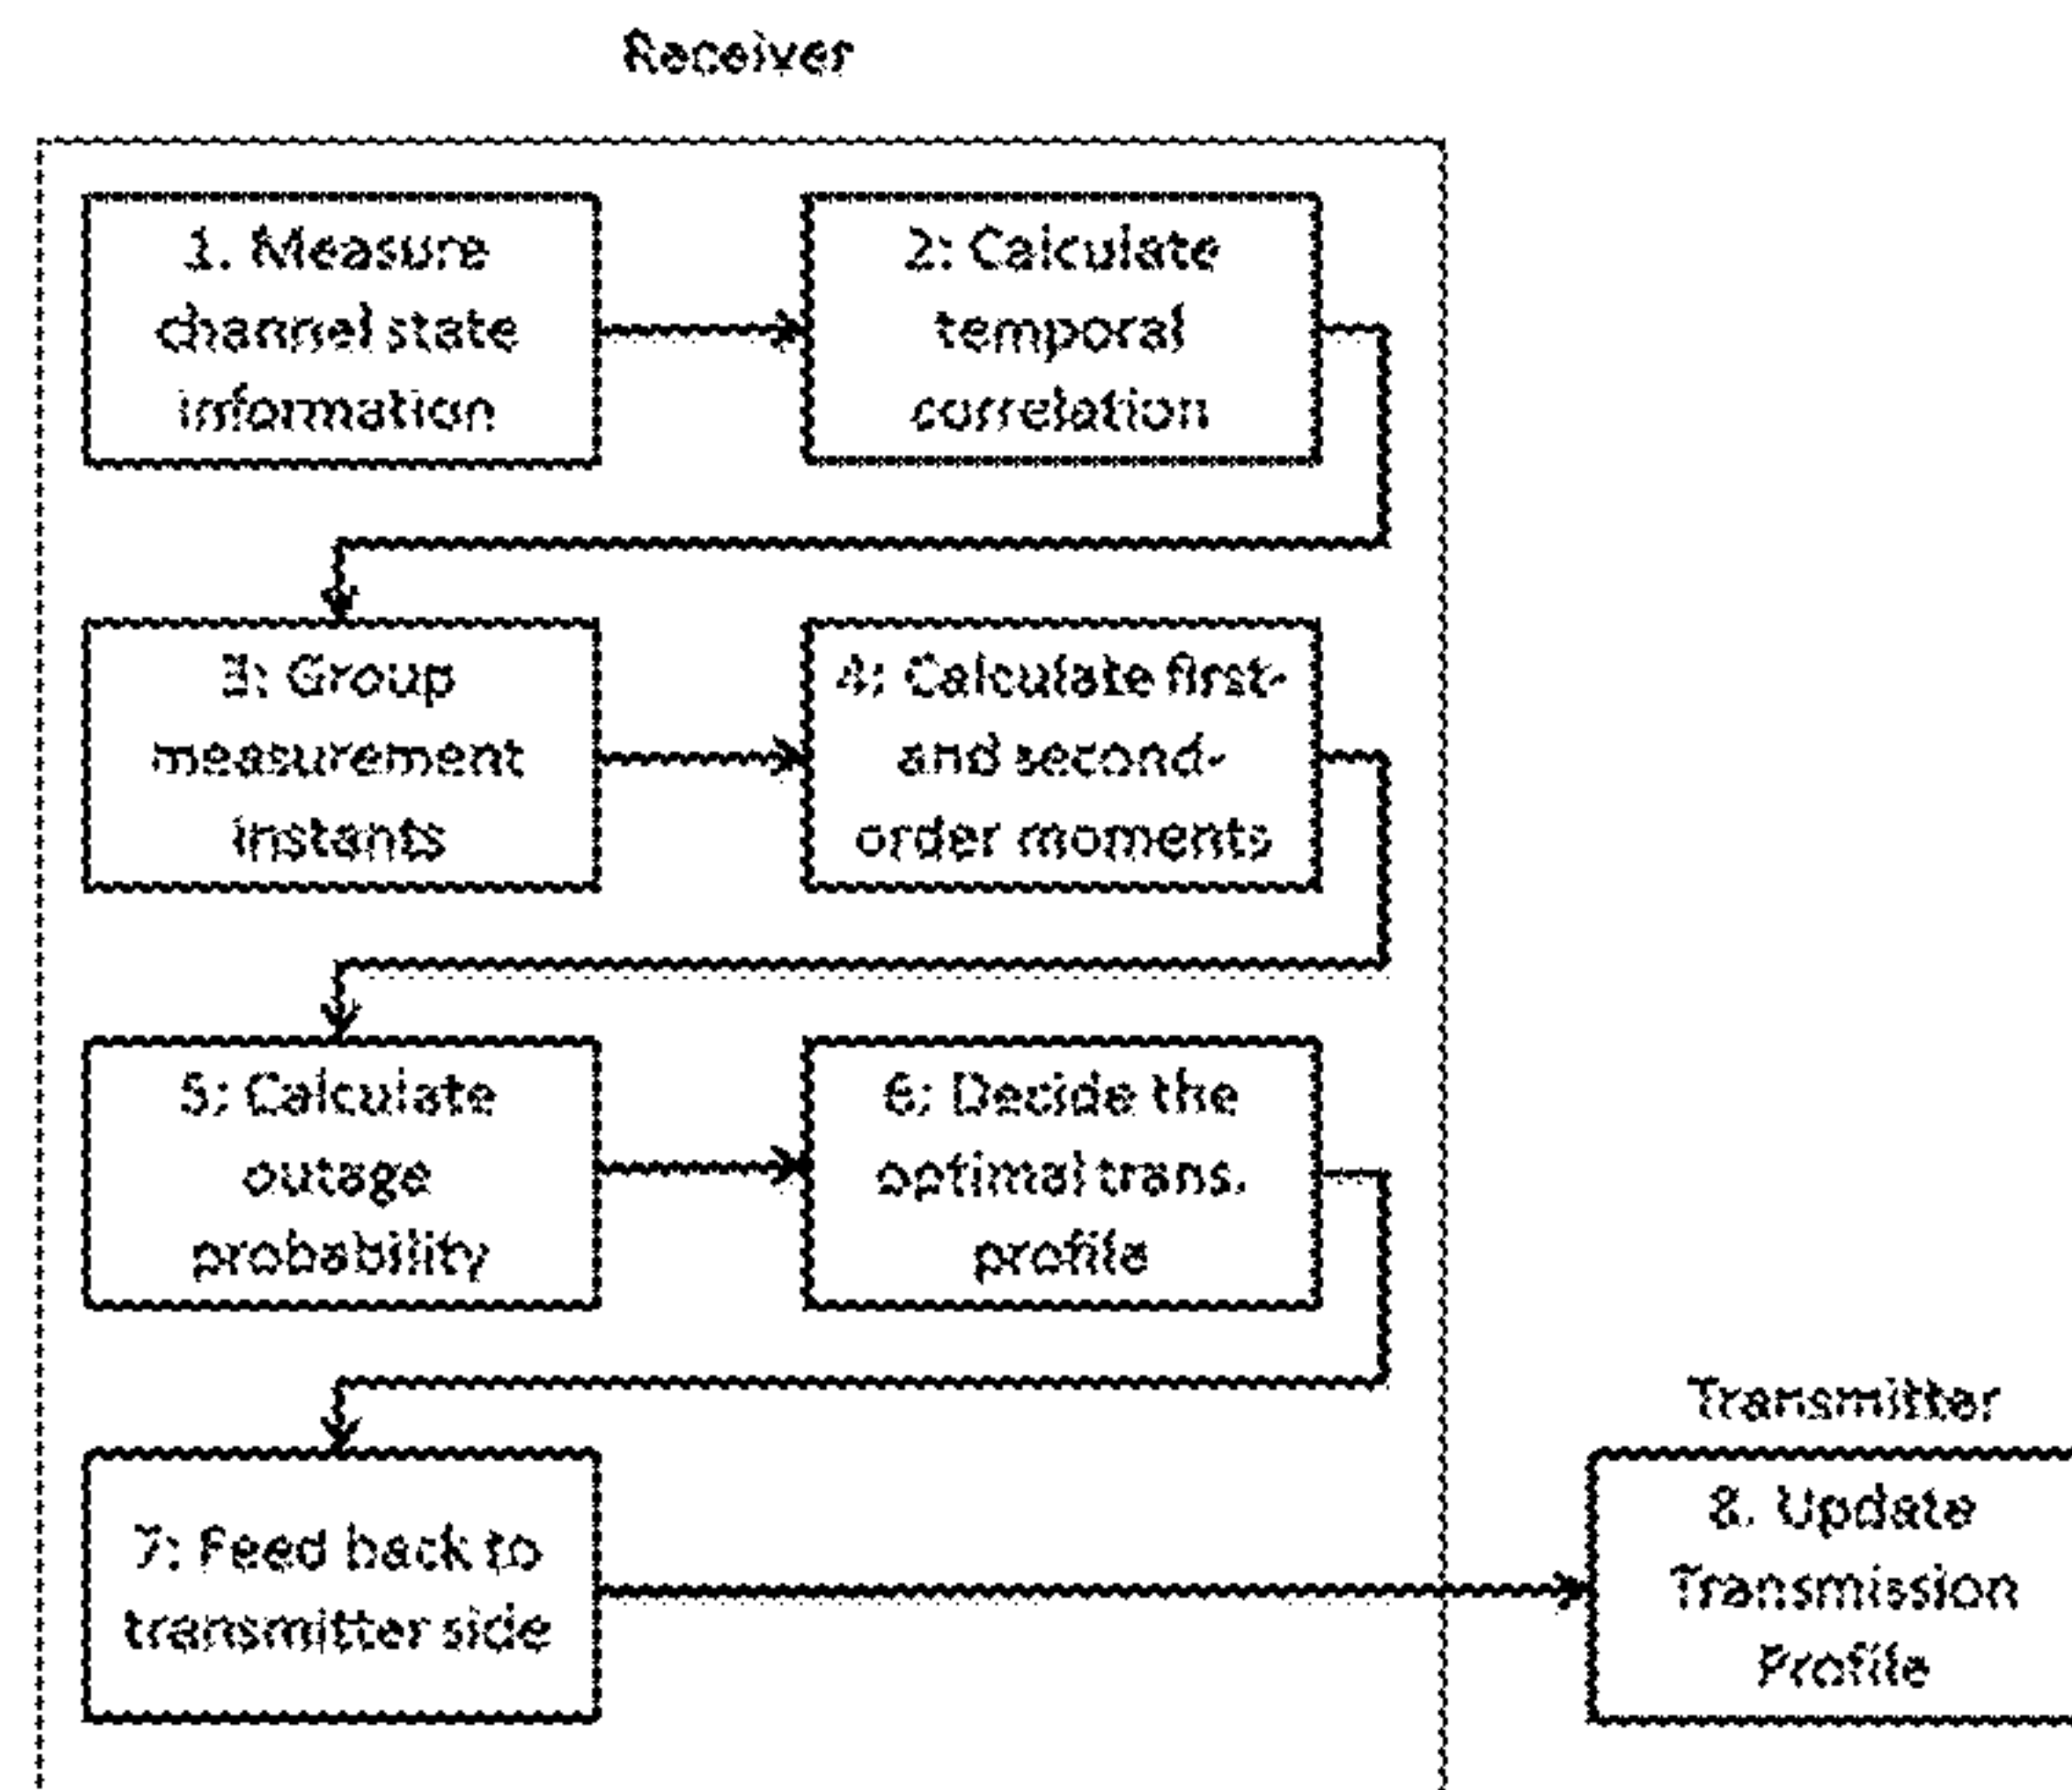 Receiver
1. Measure
channel state
information
2: Calculate
temporal
correlation
3: Group
measurement
instants
4: Calculate first-
and second-
order moments
5: Calculate
outage
probability
6: Decide the
optimal trans.
profile
7: Feed back to
transmitter side
Transmitter
8. Update
Transmission
Profile